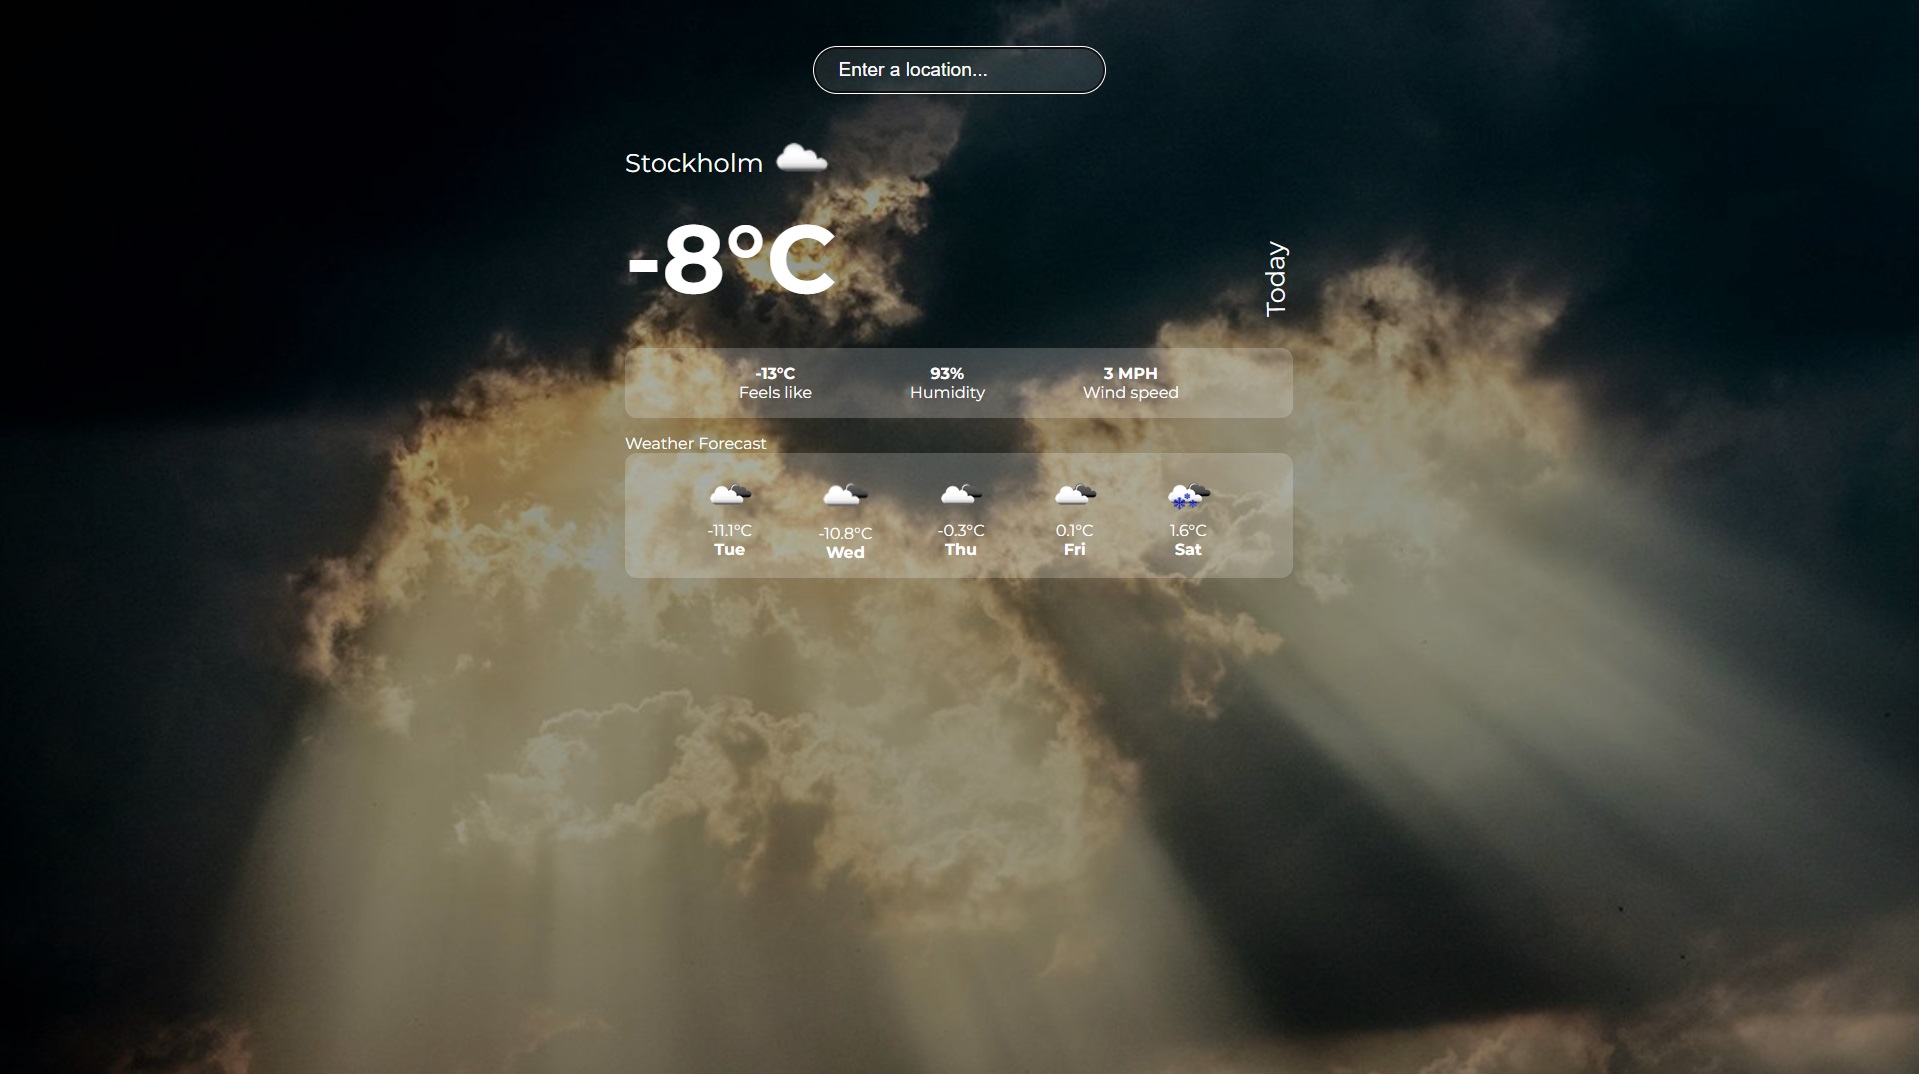 Enter a location...
Stockholm
-8°C
Today
-13°C 93% 3 MPH
Feels like Humidity Wind speed
Weather Forecast
-11.1°C -10.8°C -0.3°C 0.1°C 1.6°C
Tue Wed Thu Fri Sat